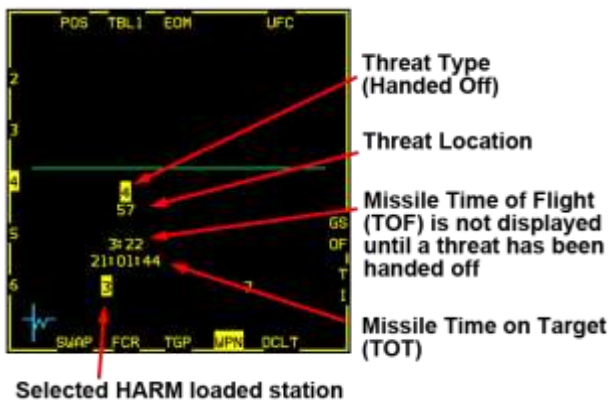 POS TBL1 EOM UFC
2
3
4
4
57
5
GS
OF
3:22
21:01:44
T
I
6
3
7
SWAP FCR TGP WPN DCLT
Threat Type
(Handed Off)
Threat Location
Missile Time of Flight
(TOF) is not displayed
until a threat has been
handed off
Missile Time on Target
(TOT)
Selected HARM loaded station